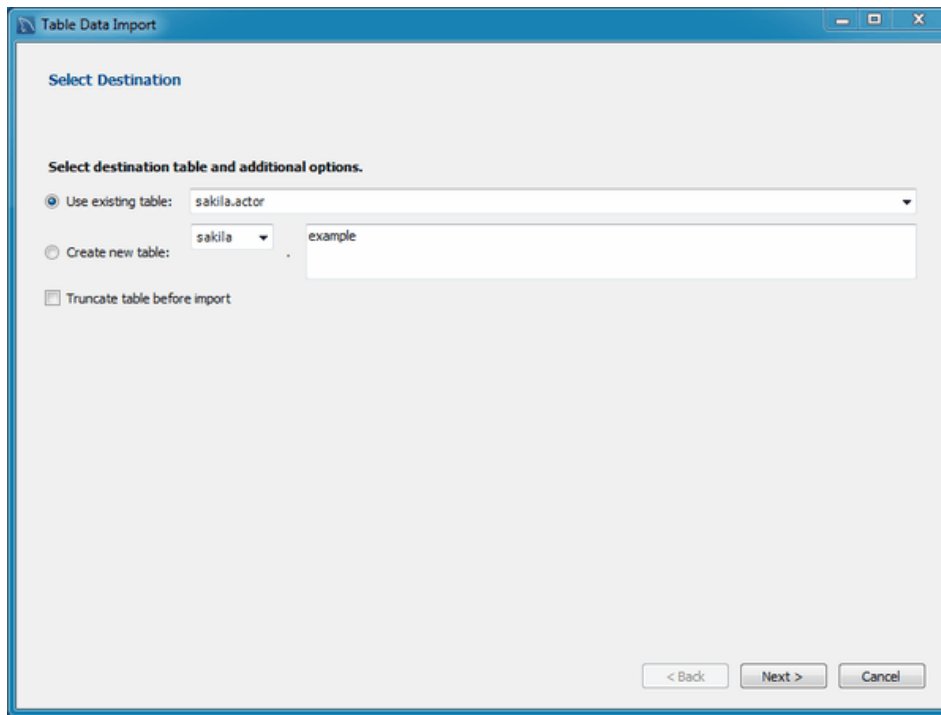 Table Data Import
Select Destination
Select destination table and additional options.
Use existing table: sakila.actor
Create new table: sakila . example
Truncate table before import
< Back Next > Cancel